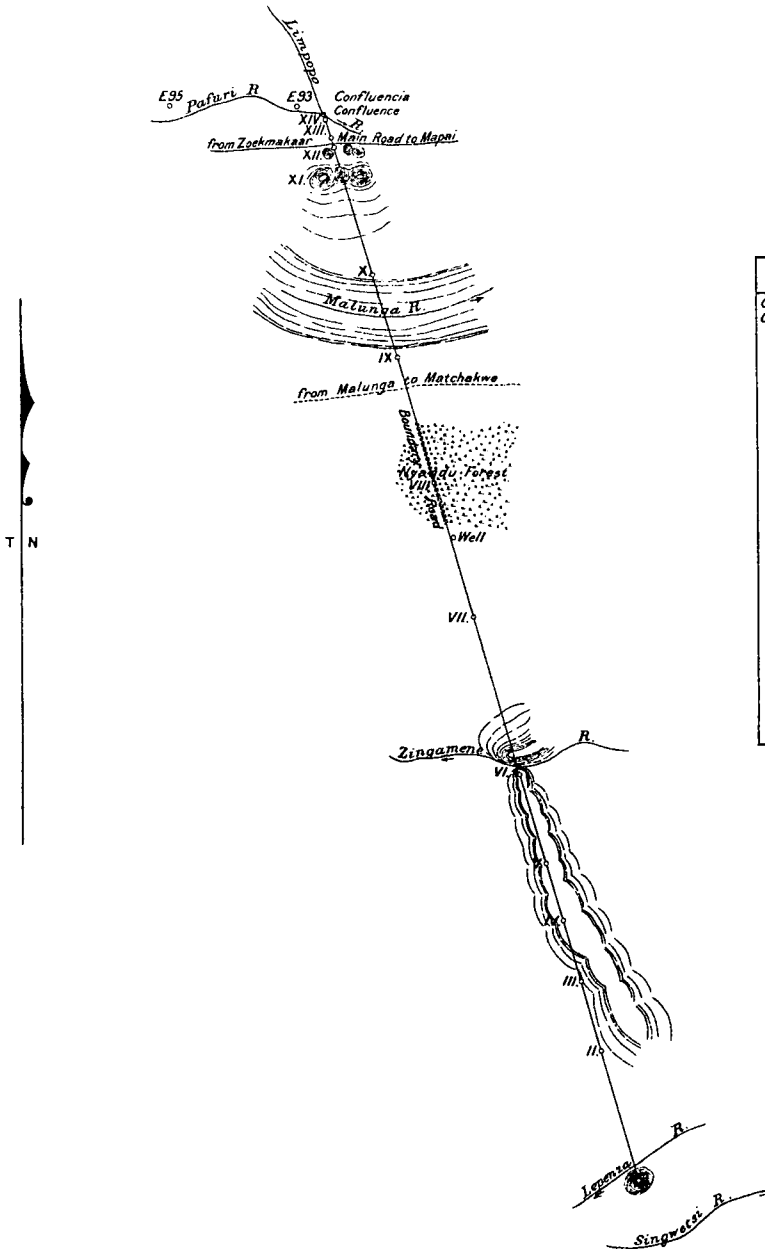 Limpopo
E95
Pafuri R
E93
Confluencia
Confluence
XIV
R.
XIII.
from Zoekmakaar
Main Road to Mapai
XII.
XI.
X.
Malunga R.
IX
from Malunga to Matchakwe
Boundary
Forest
VIII.
Well
VII.
T N
Zingamene R.
VI.
V.
IV.
III.
II.
Lepenza R.
Singwetsi R.